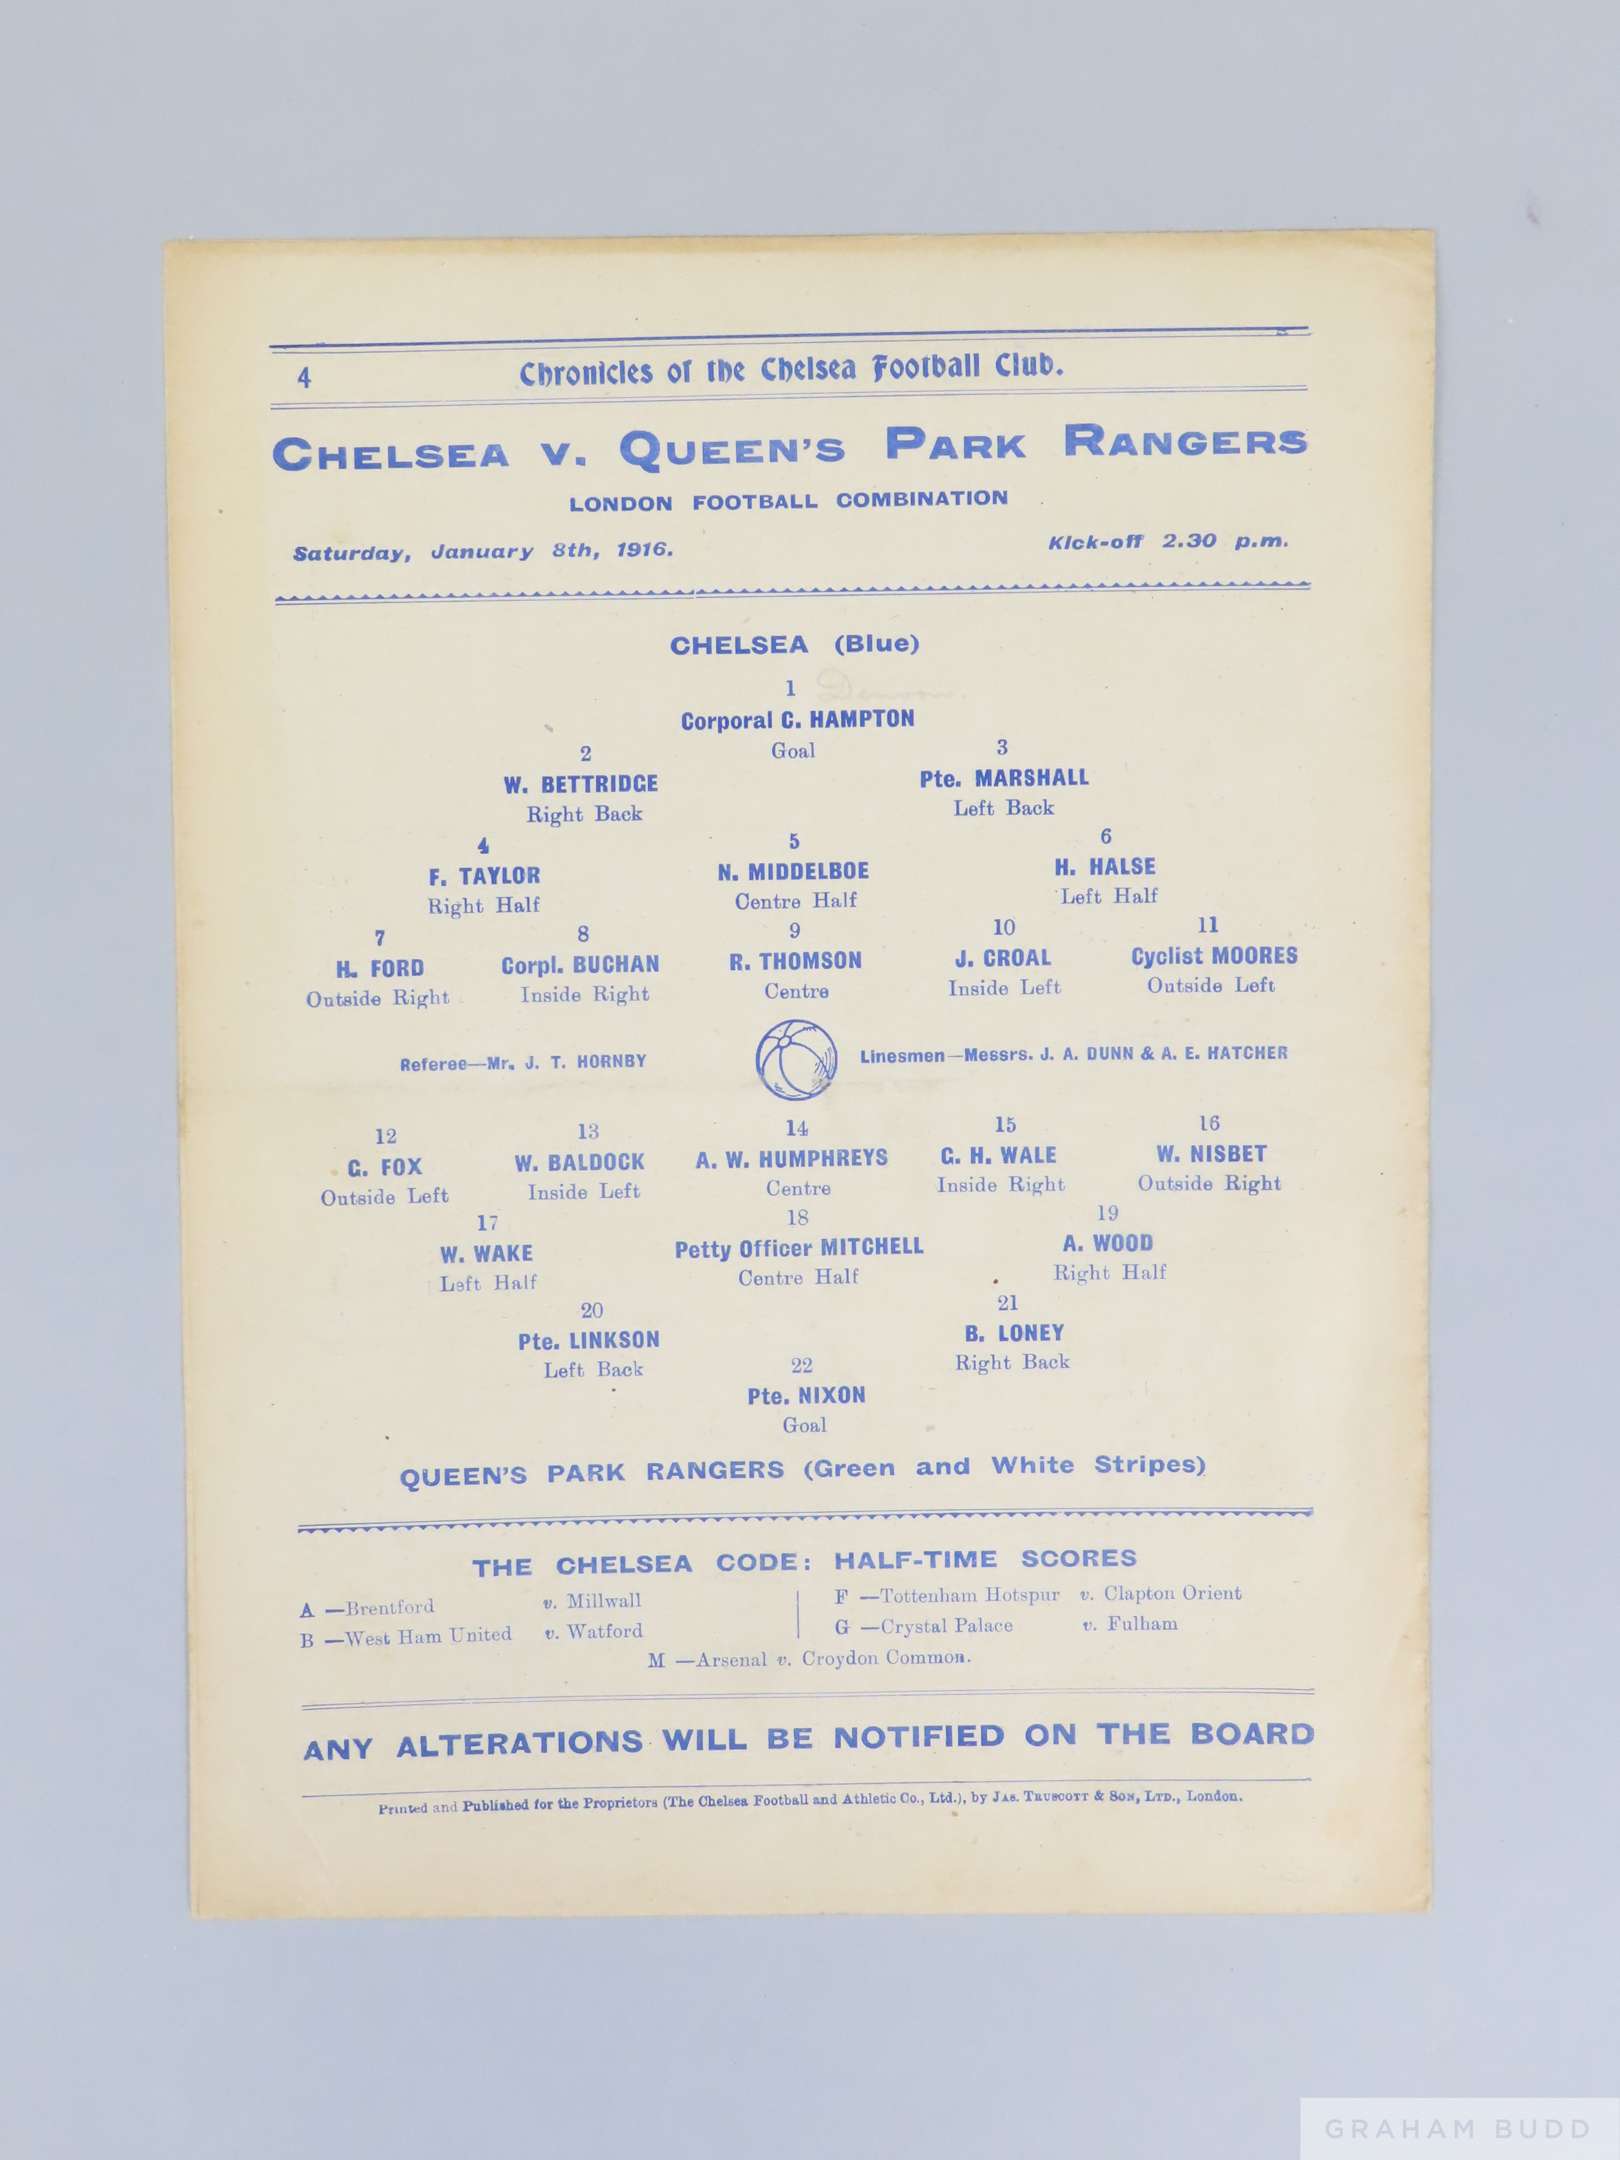 4 Chronicles of the Chelsea Football Club.
CHELSEA v. QUEEN'S PARK RANGERS
LONDON FOOTBALL COMBINATION
Saturday, January 8th, 1916. Kick-off 2.30 p.m.
CHELSEA (Blue)
1
Corporal C. HAMPTON
Goal
2 3
W. BETTRIDGE Pte. MARSHALL
Right Back Left Back
4 5 6
F. TAYLOR N. MIDDELBOE H. HALSE
Right Half Centre Half Left Half
7 8 9 10 11
H. FORD Corpl. BUCHAN R. THOMSON J. CROAL Cyclist MOORES
Outside Right Inside Right Centre Inside Left Outside Left
Referee—Mr. J. T. HORNBY Linesmen—Messrs. J. A. DUNN & A. E. HATCHER
12 13 14 15 16
G. FOX W. BALDOCK A. W. HUMPHREYS G. H. WALE W. NISBET
Outside Left Inside Left Centre Inside Right Outside Right
17 18 19
W. WAKE Petty Officer MITCHELL A. WOOD
Left Half Centre Half Right Half
20 21
Pte. LINKSON B. LONEY
Left Back Right Back
22
Pte. NIXON
Goal
QUEEN'S PARK RANGERS (Green and White Stripes)
THE CHELSEA CODE: HALF-TIME SCORES
A —Brentford v. Millwall F —Tottenham Hotspur v. Clapton Orient
B —West Ham United v. Watford G —Crystal Palace v. Fulham
M —Arsenal v. Croydon Common.
ANY ALTERATIONS WILL BE NOTIFIED ON THE BOARD
Printed and Published for the Proprietors (The Chelsea Football and Athletic Co., Ltd.), by JAS. TRUSCOTT & SON, LTD., London.
GRAHAM BUDD